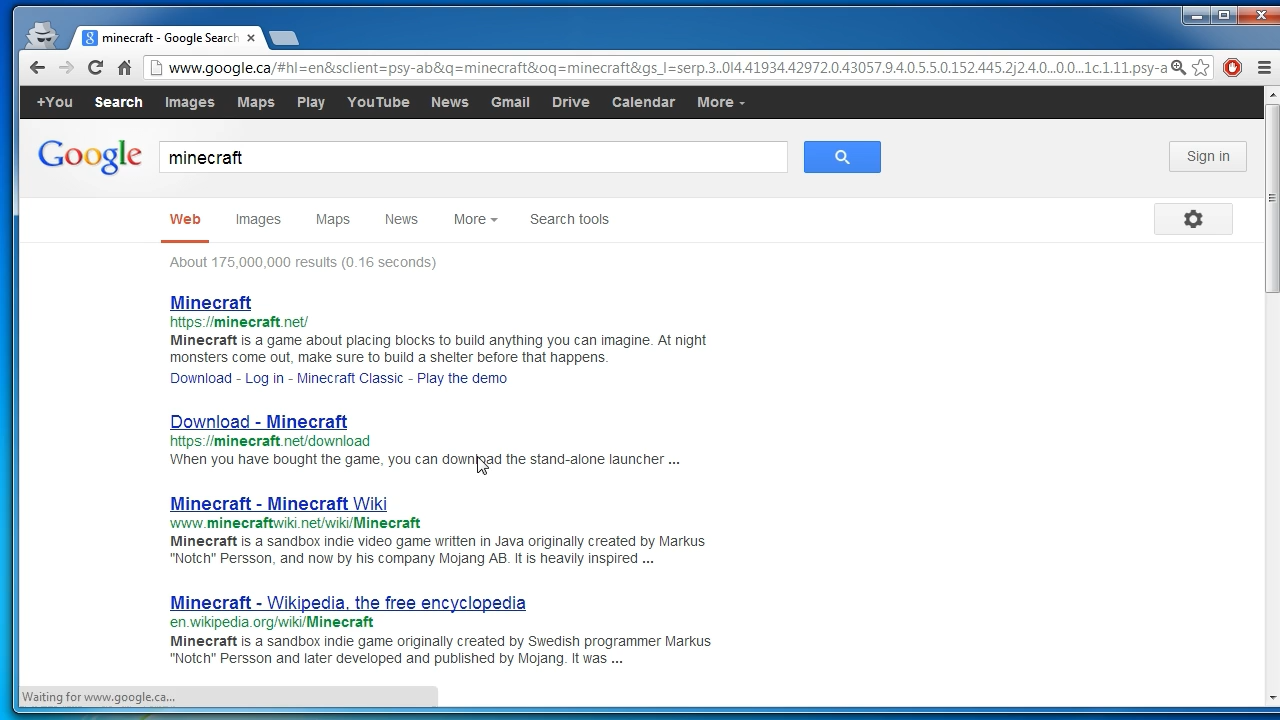 minecraft - Google Search
www.google.ca/#hl=en&sclient=psy-ab&q=minecraft&oq=minecraft&gs_l=serp.3..0l4.41934.42972.0.43057.9.4.0.5.5.0.152.445.2j2.4.0...0.0...1c.1.11.psy-a
+You Search Images Maps Play YouTube News Gmail Drive Calendar More
Google minecraft Sign in
Web Images Maps News More Search tools
About 175,000,000 results (0.16 seconds)
Minecraft
https://minecraft.net/
Minecraft is a game about placing blocks to build anything you can imagine. At night
monsters come out, make sure to build a shelter before that happens.
Download - Log in - Minecraft Classic - Play the demo
Download - Minecraft
https://minecraft.net/download
When you have bought the game, you can download the stand-alone launcher ...
Minecraft - Minecraft Wiki
www.minecraftwiki.net/wiki/Minecraft
Minecraft is a sandbox indie video game written in Java originally created by Markus
"Notch" Persson, and now by his company Mojang AB. It is heavily inspired ...
Minecraft - Wikipedia, the free encyclopedia
en.wikipedia.org/wiki/Minecraft
Minecraft is a sandbox indie game originally created by Swedish programmer Markus
"Notch" Persson and later developed and published by Mojang. It was ...
Waiting for www.google.ca...